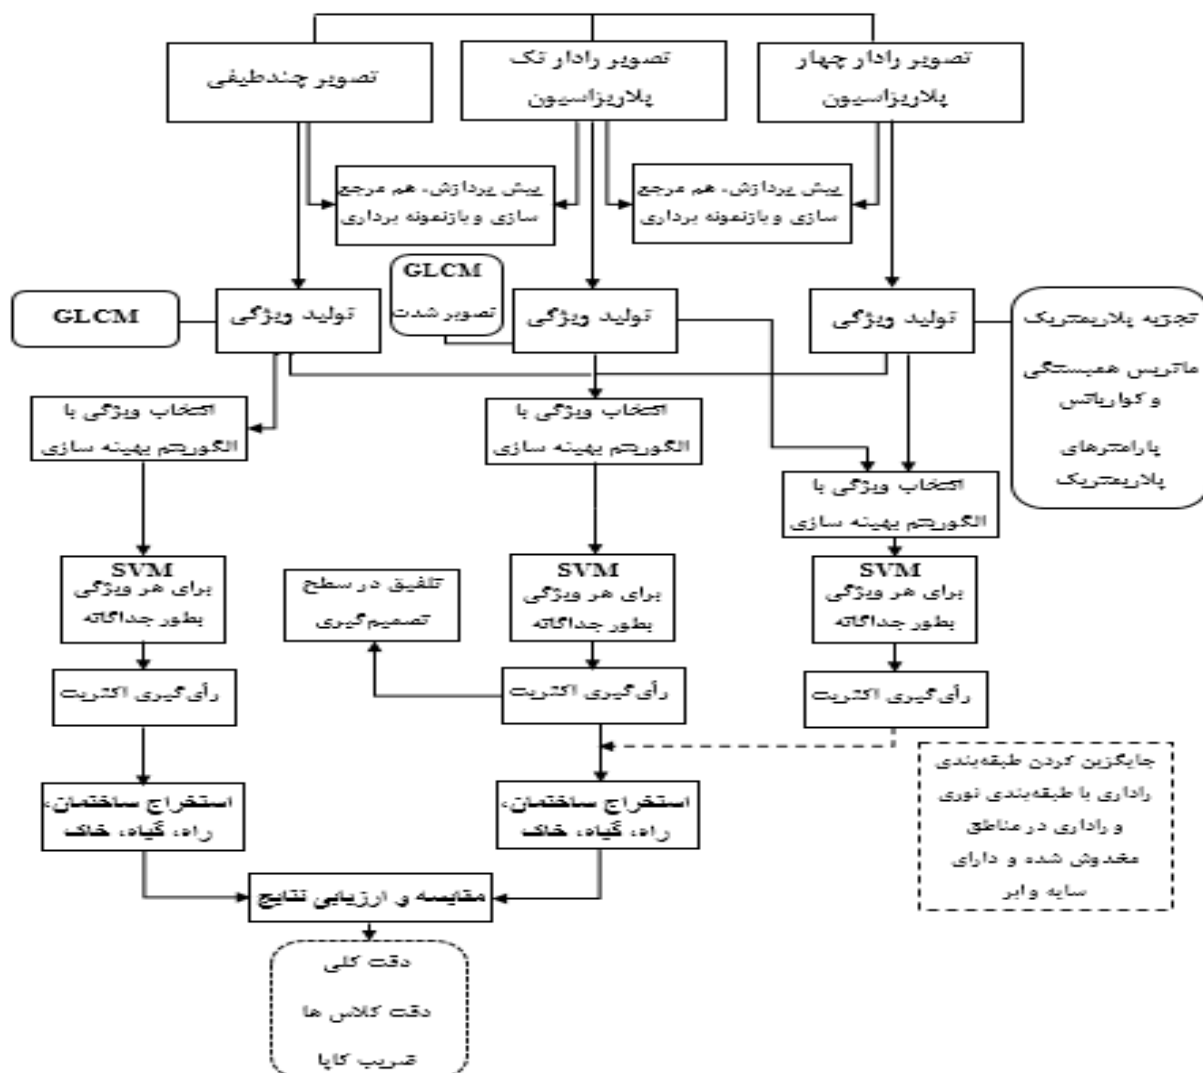 تصویر رادار چهار
پلاریزاسیون
تصویر رادار تک
پلاریزاسیون
تصویر چندطیفی
پیش پردازش، هم مرجع
سازی و بازنمونه برداری
پیش پردازش، هم مرجع
سازی و بازنمونه برداری
تجزیه پلاریمتریک
ماتریس همبستگی
و کواریانس
پارامترهای
پلاریمتریک
تولید ویژگی
تولید ویژگی
GLCM
تصویر شدت
تولید ویژگی
GLCM
انتخاب ویژگی با
الگوریتم بهینه سازی
انتخاب ویژگی با
الگوریتم بهینه سازی
انتخاب ویژگی با
الگوریتم بهینه سازی
SVM
برای هر ویژگی
بطور جداگانه
SVM
برای هر ویژگی
بطور جداگانه
تلفیق در سطح
تصمیم‌گیری
SVM
برای هر ویژگی
بطور جداگانه
رأی‌گیری اکثریت
رأی‌گیری اکثریت
رأی‌گیری اکثریت
جایگزین کردن طبقه‌بندی
راداری با طبقه‌بندی نوری
و راداری در مناطق
مخدوش شده و دارای
سایه و ابر
استخراج ساختمان،
راه، گیاه، خاک
استخراج ساختمان،
راه، گیاه، خاک
مقایسه و ارزیابی نتایج
دقت کلی
دقت کلاس ها
ضریب کاپا